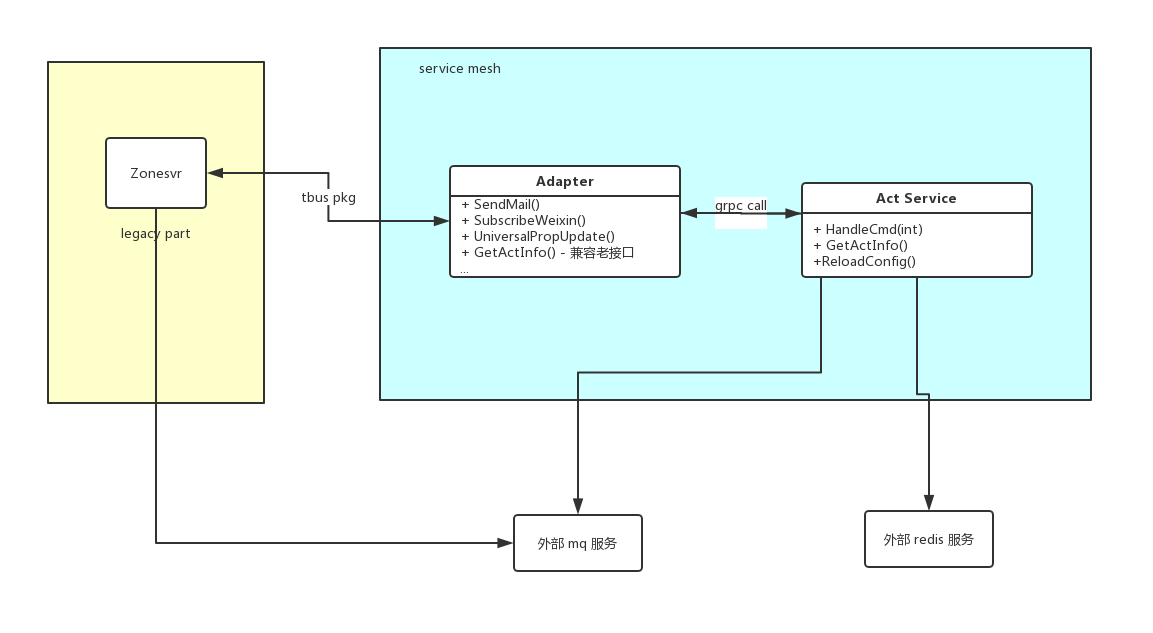 service mesh
Zonesvr
legacy part
tbus pkg
Adapter
+ SendMail()
+ SubscribeWeixin()
+ UniversalPropUpdate()
+ GetActInfo() - 兼容老接口
...
grpc call
Act Service
+ HandleCmd(int)
+ GetActInfo()
+ReloadConfig()
外部 mq 服务
外部 redis 服务